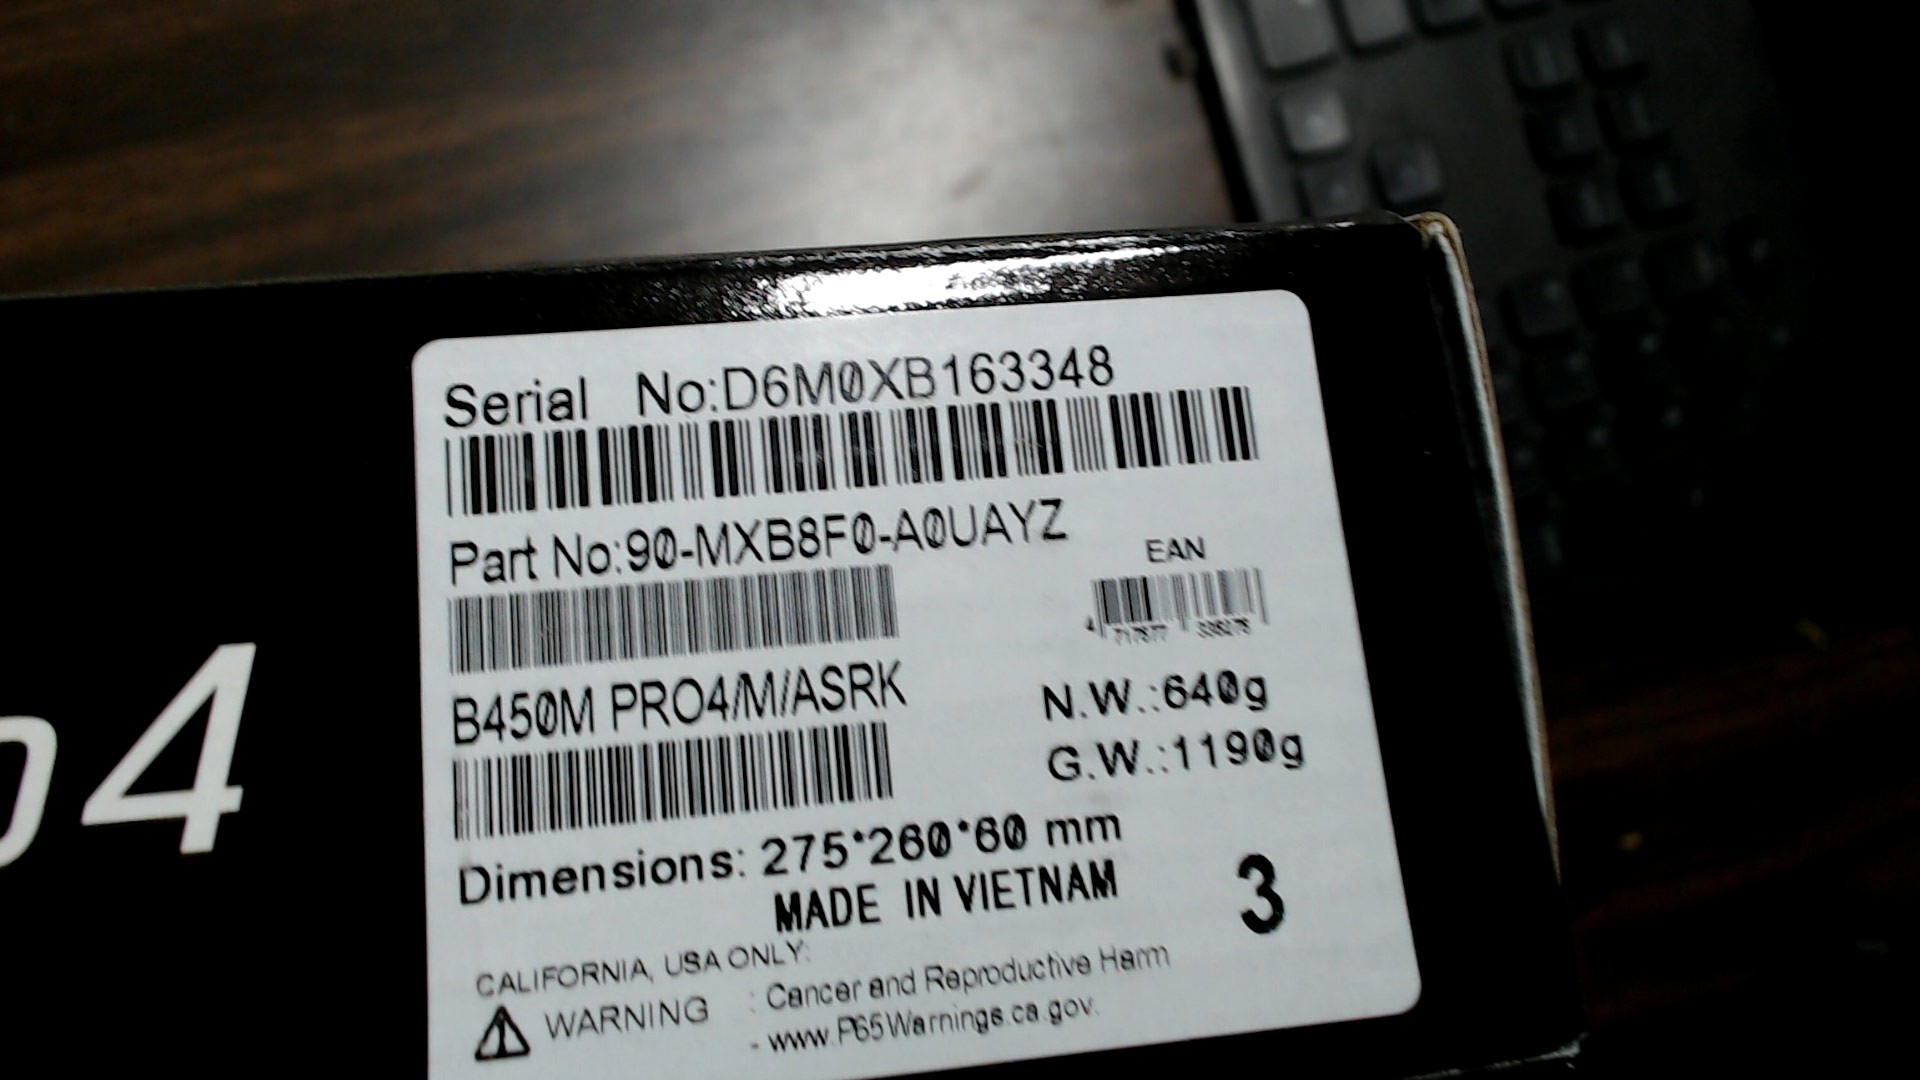 Serial No:D6M0XB163348
Part No:90-MXB8F0-A0UAYZ
EAN
B450M PRO4/M/ASRK
N.W.:640g
G.W.:1190g
Dimensions: 275*260*60 mm
MADE IN VIETNAM
3
CALIFORNIA, USA ONLY:
WARNING : Cancer and Reproductive Harm
- www.P65Warnings.ca.gov.
o4